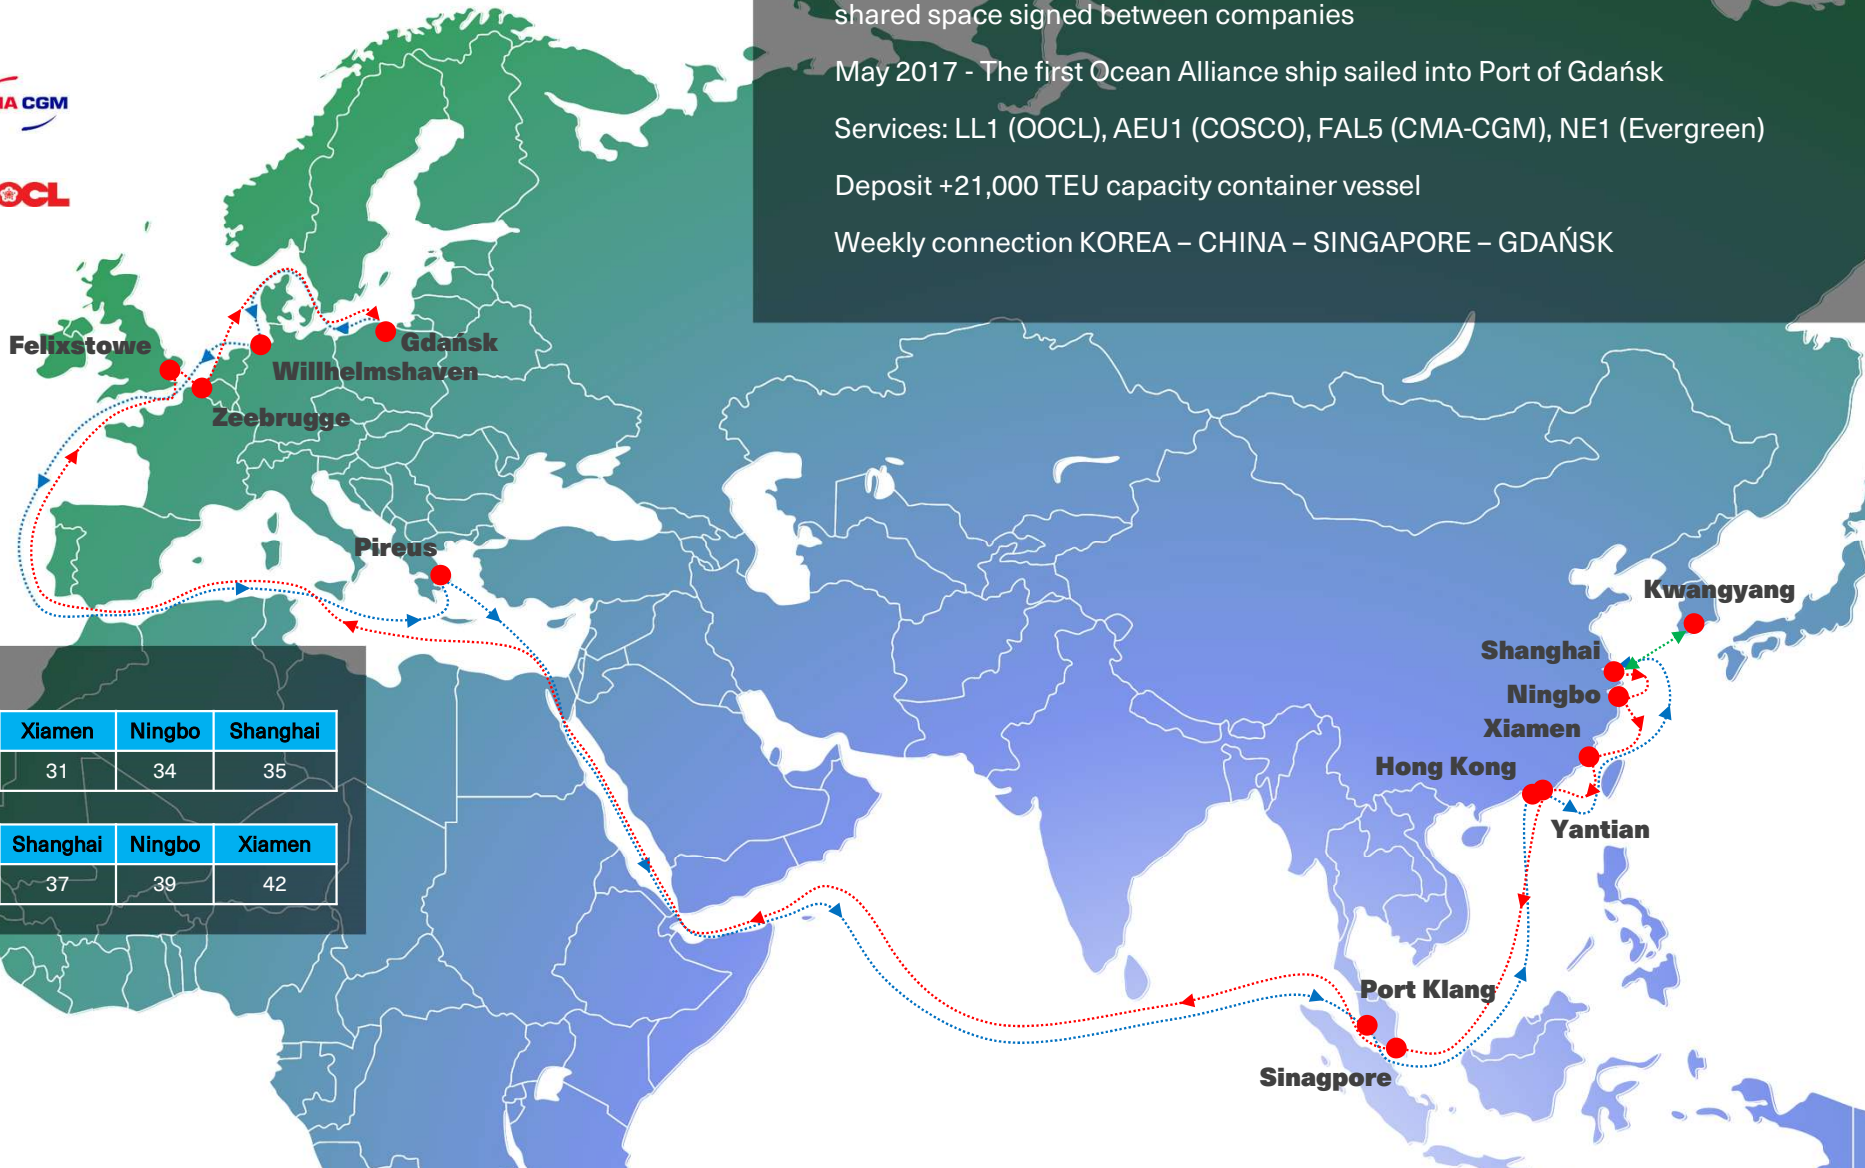 shared space signed between companies
May 2017 - The first Ocean Alliance ship sailed into Port of Gdańsk
Services: LL1 (OOCL), AEU1 (COSCO), FAL5 (CMA-CGM), NE1 (Evergreen)
Deposit +21,000 TEU capacity container vessel
Weekly connection KOREA – CHINA – SINGAPORE – GDAŃSK
MA CGM
OOCL
Felixstowe
Gdańsk
Willhelmshaven
Zeebrugge
Pireus
Kwangyang
Shanghai
Ningbo
Xiamen
Hong Kong
Yantian
Port Klang
Sinagpore
Xiamen Ningbo Shanghai
31 34 35
Shanghai Ningbo Xiamen
37 39 42